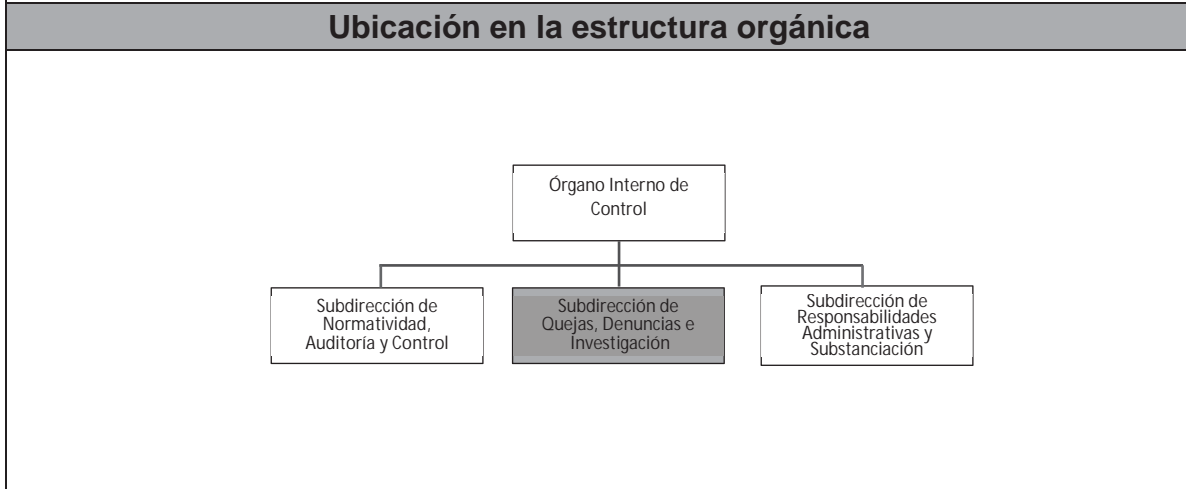 Ubicación en la estructura orgánica
Órgano Interno de
Control
Subdirección de
Normatividad,
Auditoría y Control
Subdirección de
Quejas, Denuncias e
Investigación
Subdirección de
Responsabilidades
Administrativas y
Substanciación